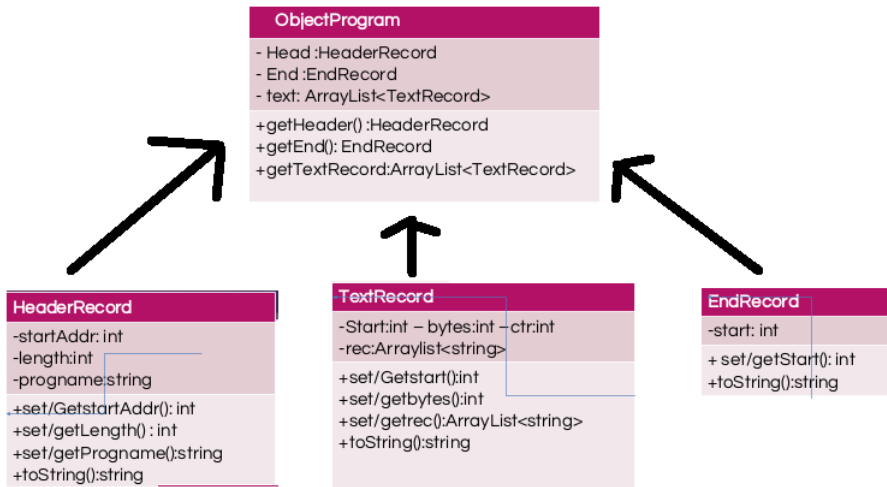 ObjectProgram
- Head :HeaderRecord
- End :EndRecord
- text: ArrayList<TextRecord>
+getHeader() :HeaderRecord
+getEnd(): EndRecord
+getTextRecord:ArrayList<TextRecord>
HeaderRecord
-startAddr: int
-length:int
-progname:string
+set/GetstartAddr(): int
+set/getLength() : int
+set/getProgname():string
+toString():string
TextRecord
-Start:int – bytes:int –ctr:int
-rec:Arraylist<string>
+set/Getstart():int
+set/getbytes():int
+set/getrec():ArrayList<string>
+toString():string
EndRecord
-start: int
+ set/getStart(): int
+toString():string